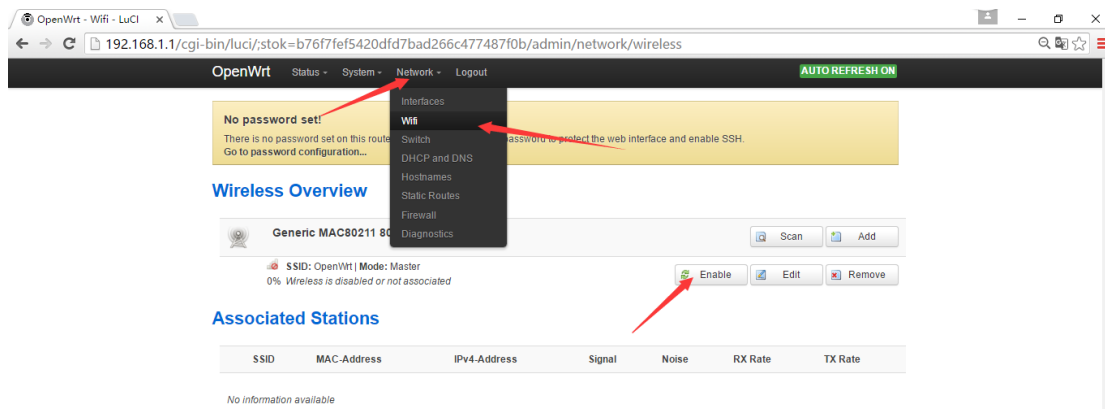 OpenWrt - Wifi - LuCI
192.168.1.1/cgi-bin/luci/;stok=b76f7fef5420dfd7bad266c477487f0b/admin/network/wireless
OpenWrt Status System Network Logout AUTO REFRESH ON
Interfaces
Wifi
Switch
DHCP and DNS
Hostnames
Static Routes
Firewall
Diagnostics
No password set!
There is no password set on this route password to protect the web interface and enable SSH.
Go to password configuration...
Wireless Overview
Generic MAC80211 80 Scan Add
SSID: OpenWrt | Mode: Master
0% Wireless is disabled or not associated Enable Edit Remove
Associated Stations
SSID MAC-Address IPv4-Address Signal Noise RX Rate TX Rate
No information available